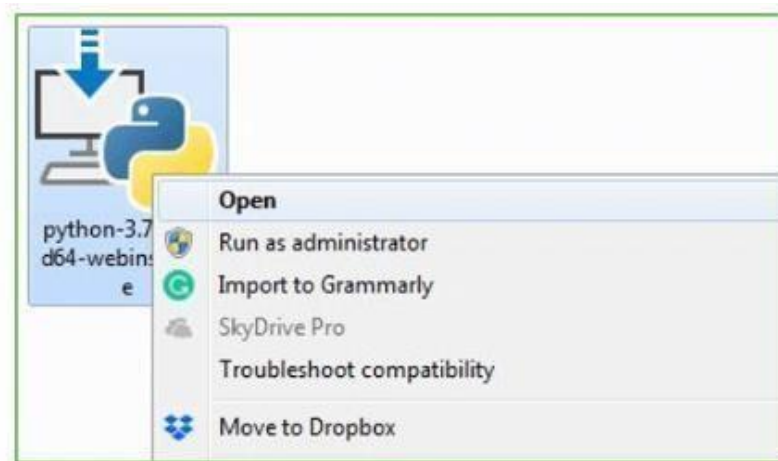 python-3.7
d64-webins
e
Open
Run as administrator
Import to Grammarly
SkyDrive Pro
Troubleshoot compatibility
Move to Dropbox